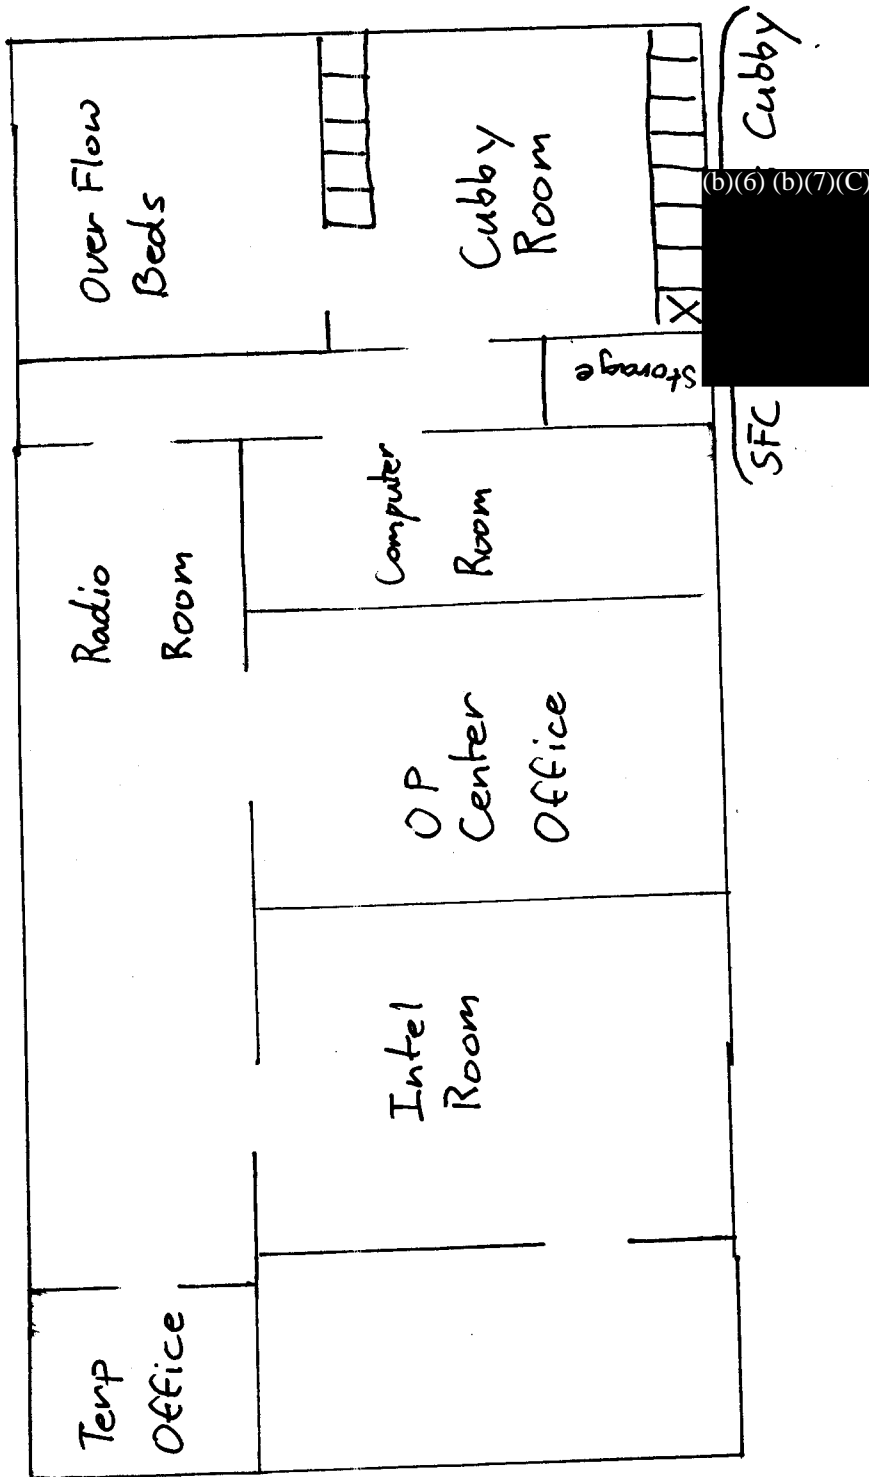 Over Flow
Beds
Cubby
Room
Storage
SFC
(b)(6) (b)(7)(C)
Cubby
Radio
Room
Computer
Room
OP
Center
Office
Intel
Room
Terp
Office
X